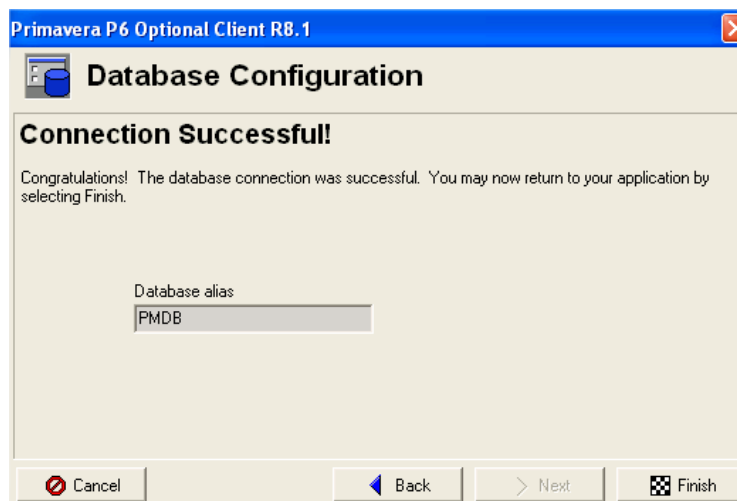 Primavera P6 Optional Client R8.1
Database Configuration
Connection Successful!
Congratulations!  The database connection was successful.  You may now return to your application by
selecting Finish.
Database alias
PMDB
Cancel
Back
Next
Finish